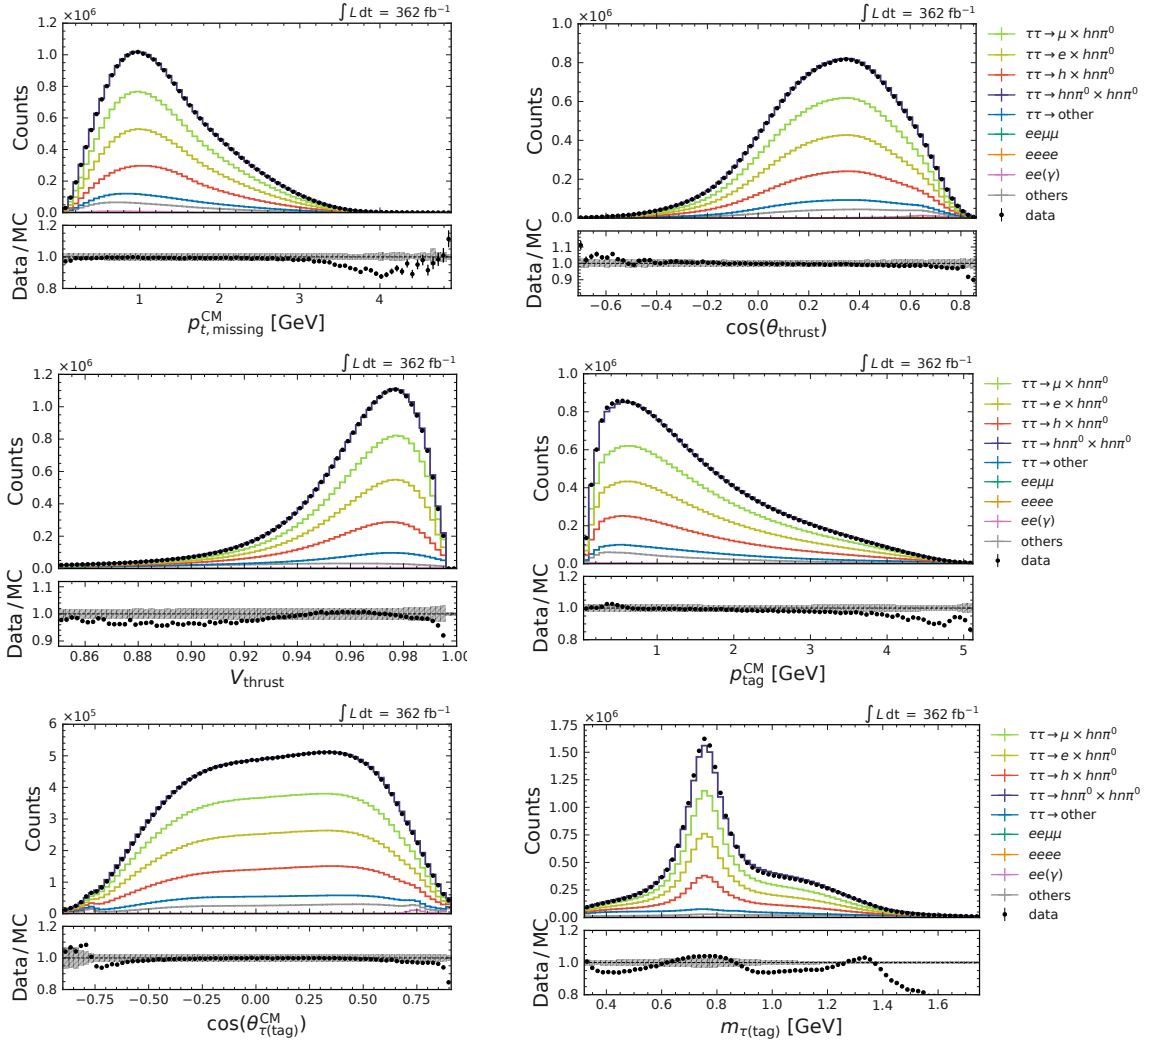 ×10⁶
∫ L dt = 362 fb⁻¹
Counts
1.2
1.0
0.8
0.6
0.4
0.2
0.0
Data / MC
1.2
1.0
0.8
1 2 3 4
p_{t, missing}^{CM} [GeV]
×10⁶
∫ L dt = 362 fb⁻¹
Counts
1.0
0.8
0.6
0.4
0.2
0.0
Data / MC
1.1
1.0
0.9
−0.6 −0.4 −0.2 0.0 0.2 0.4 0.6 0.8
cos(θ_{thrust})
ττ → μ × hnπ⁰
ττ → e × hnπ⁰
ττ → h × hnπ⁰
ττ → hnπ⁰ × hnπ⁰
ττ → other
eeμμ
eeee
ee(γ)
others
data
×10⁶
∫ L dt = 362 fb⁻¹
Counts
1.2
1.0
0.8
0.6
0.4
0.2
0.0
Data / MC
1.1
1.0
0.9
0.86 0.88 0.90 0.92 0.94 0.96 0.98 1.00
V_{thrust}
×10⁶
∫ L dt = 362 fb⁻¹
Counts
1.0
0.8
0.6
0.4
0.2
0.0
Data / MC
1.2
1.0
0.8
1 2 3 4 5
p_{tag}^{CM} [GeV]
ττ → μ × hnπ⁰
ττ → e × hnπ⁰
ττ → h × hnπ⁰
ττ → hnπ⁰ × hnπ⁰
ττ → other
eeμμ
eeee
ee(γ)
others
data
×10⁵
∫ L dt = 362 fb⁻¹
Counts
6
5
4
3
2
1
0
Data / MC
1.2
1.0
0.8
−0.75 −0.50 −0.25 0.00 0.25 0.50 0.75
cos(θ_{τ(tag)}^{CM})
×10⁶
∫ L dt = 362 fb⁻¹
Counts
1.75
1.50
1.25
1.00
0.75
0.50
0.25
0.00
Data / MC
1.2
1.0
0.8
0.4 0.6 0.8 1.0 1.2 1.4 1.6
m_{τ(tag)} [GeV]
ττ → μ × hnπ⁰
ττ → e × hnπ⁰
ττ → h × hnπ⁰
ττ → hnπ⁰ × hnπ⁰
ττ → other
eeμμ
eeee
ee(γ)
others
data